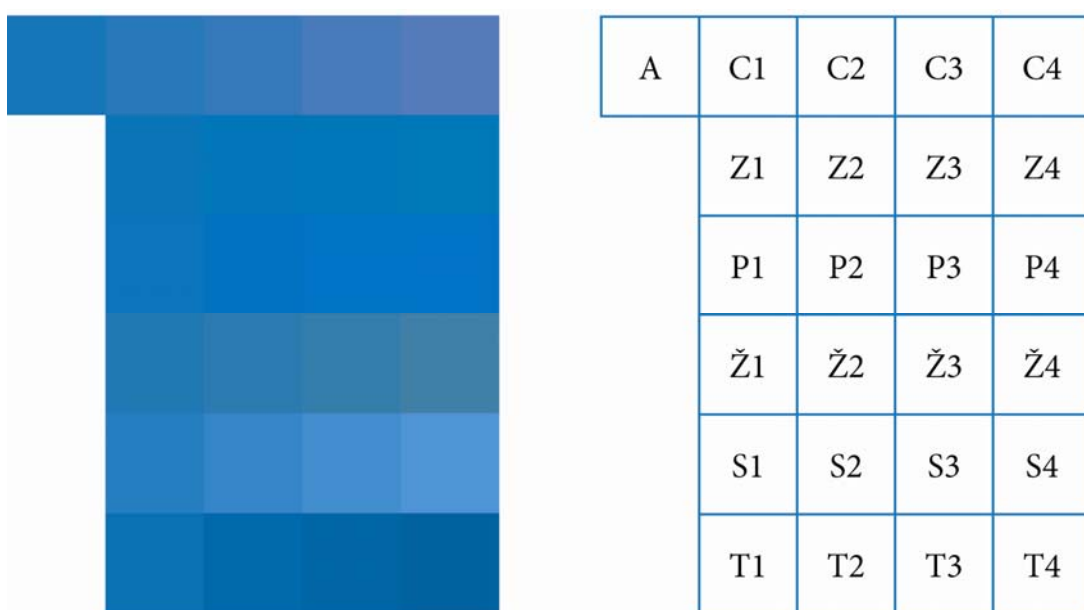 A C1 C2 C3 C4
Z1 Z2 Z3 Z4
P1 P2 P3 P4
Ž1 Ž2 Ž3 Ž4
S1 S2 S3 S4
T1 T2 T3 T4